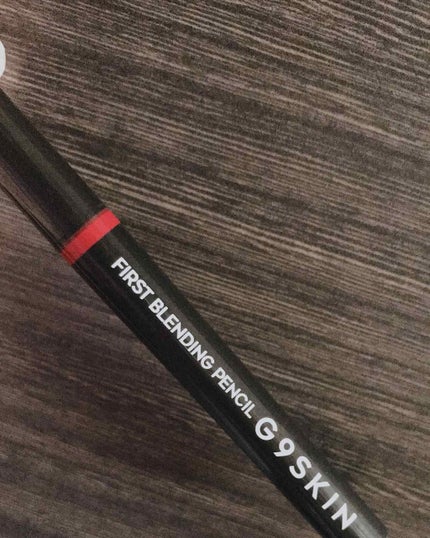 FIRST BLENDING PENCIL G9SKIN